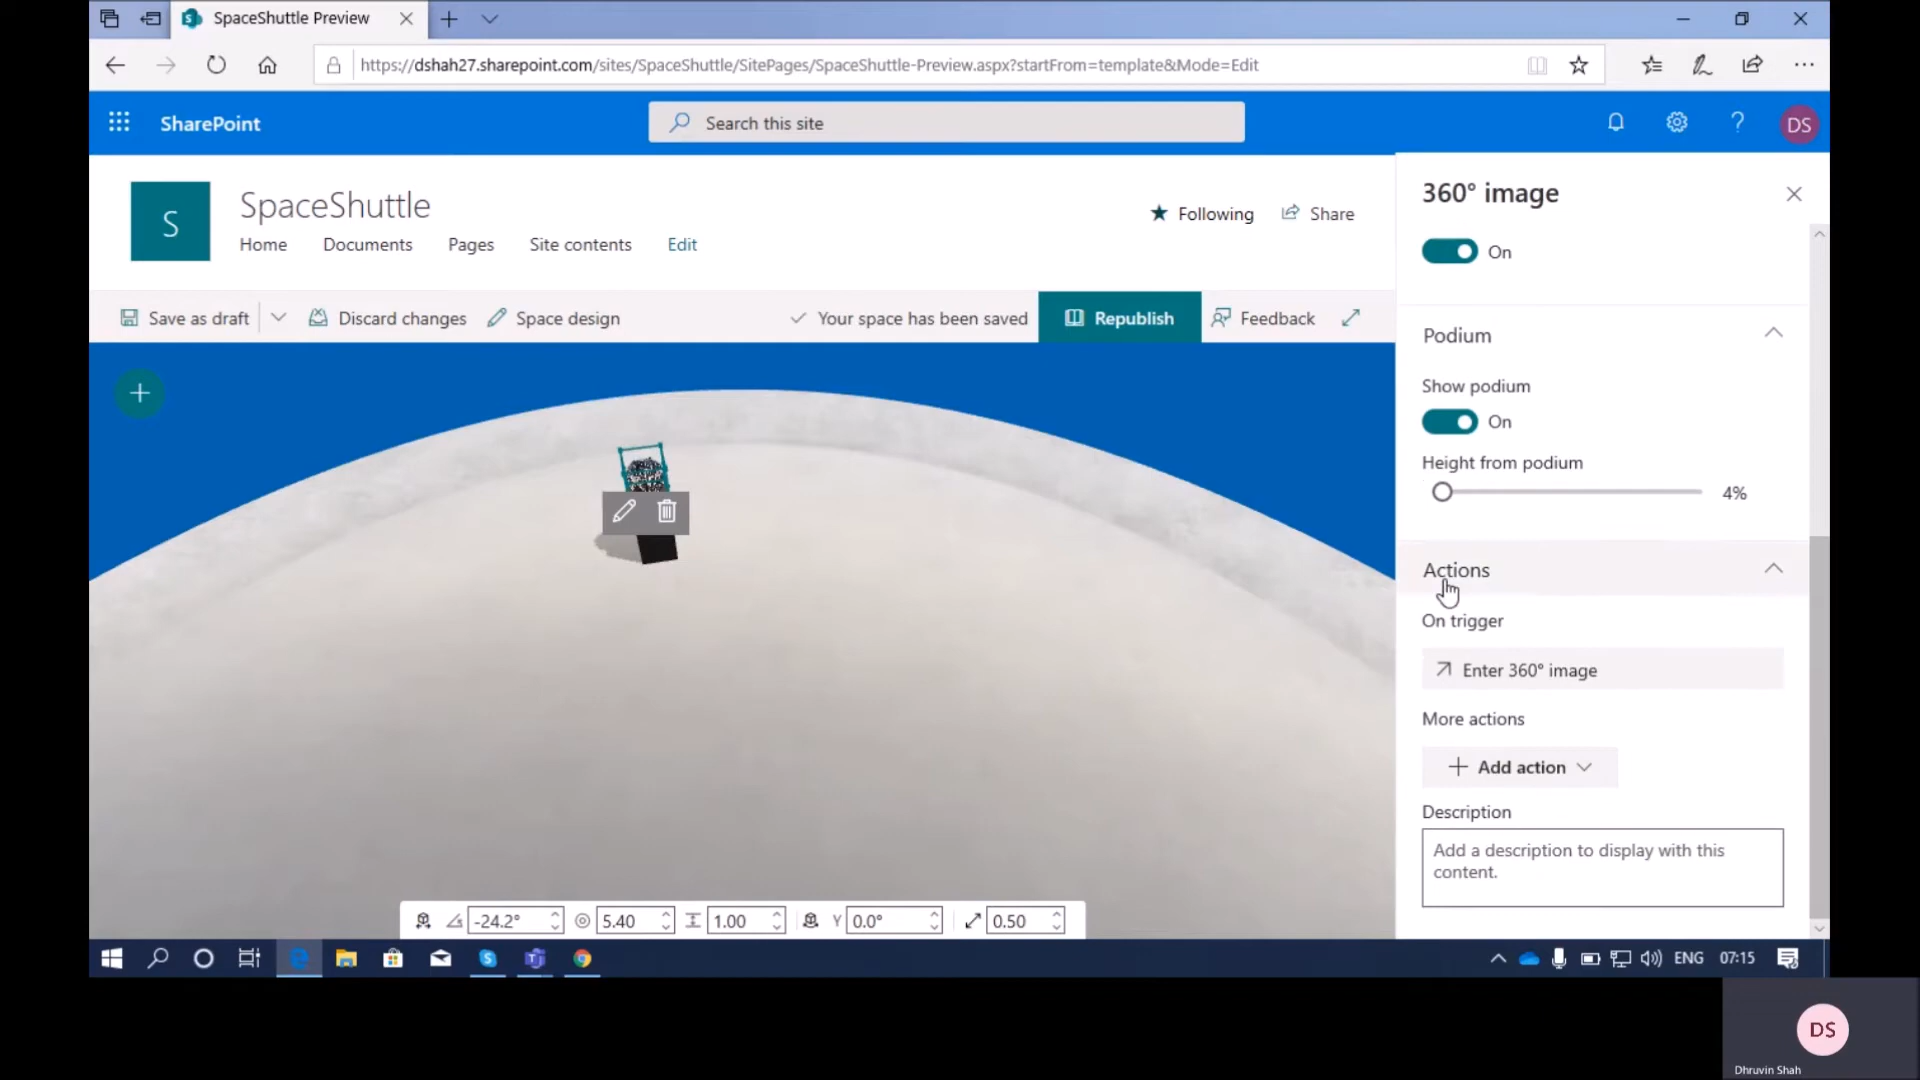 SpaceShuttle Preview
https://dshah27.sharepoint.com/sites/SpaceShuttle/SitePages/SpaceShuttle-Preview.aspx?startFrom=template&Mode=Edit
SharePoint
Search this site
DS
S
SpaceShuttle
Home Documents Pages Site contents Edit
Following Share
Save as draft Discard changes Space design Your space has been saved Republish Feedback
360° image
On
Podium
Show podium
On
Height from podium
4%
Actions
On trigger
Enter 360° image
More actions
Add action
Description
Add a description to display with this
content.
-24.2° 5.40 1.00 Y 0.0° 0.50
ENG 07:15
DS
Dhruvin Shah